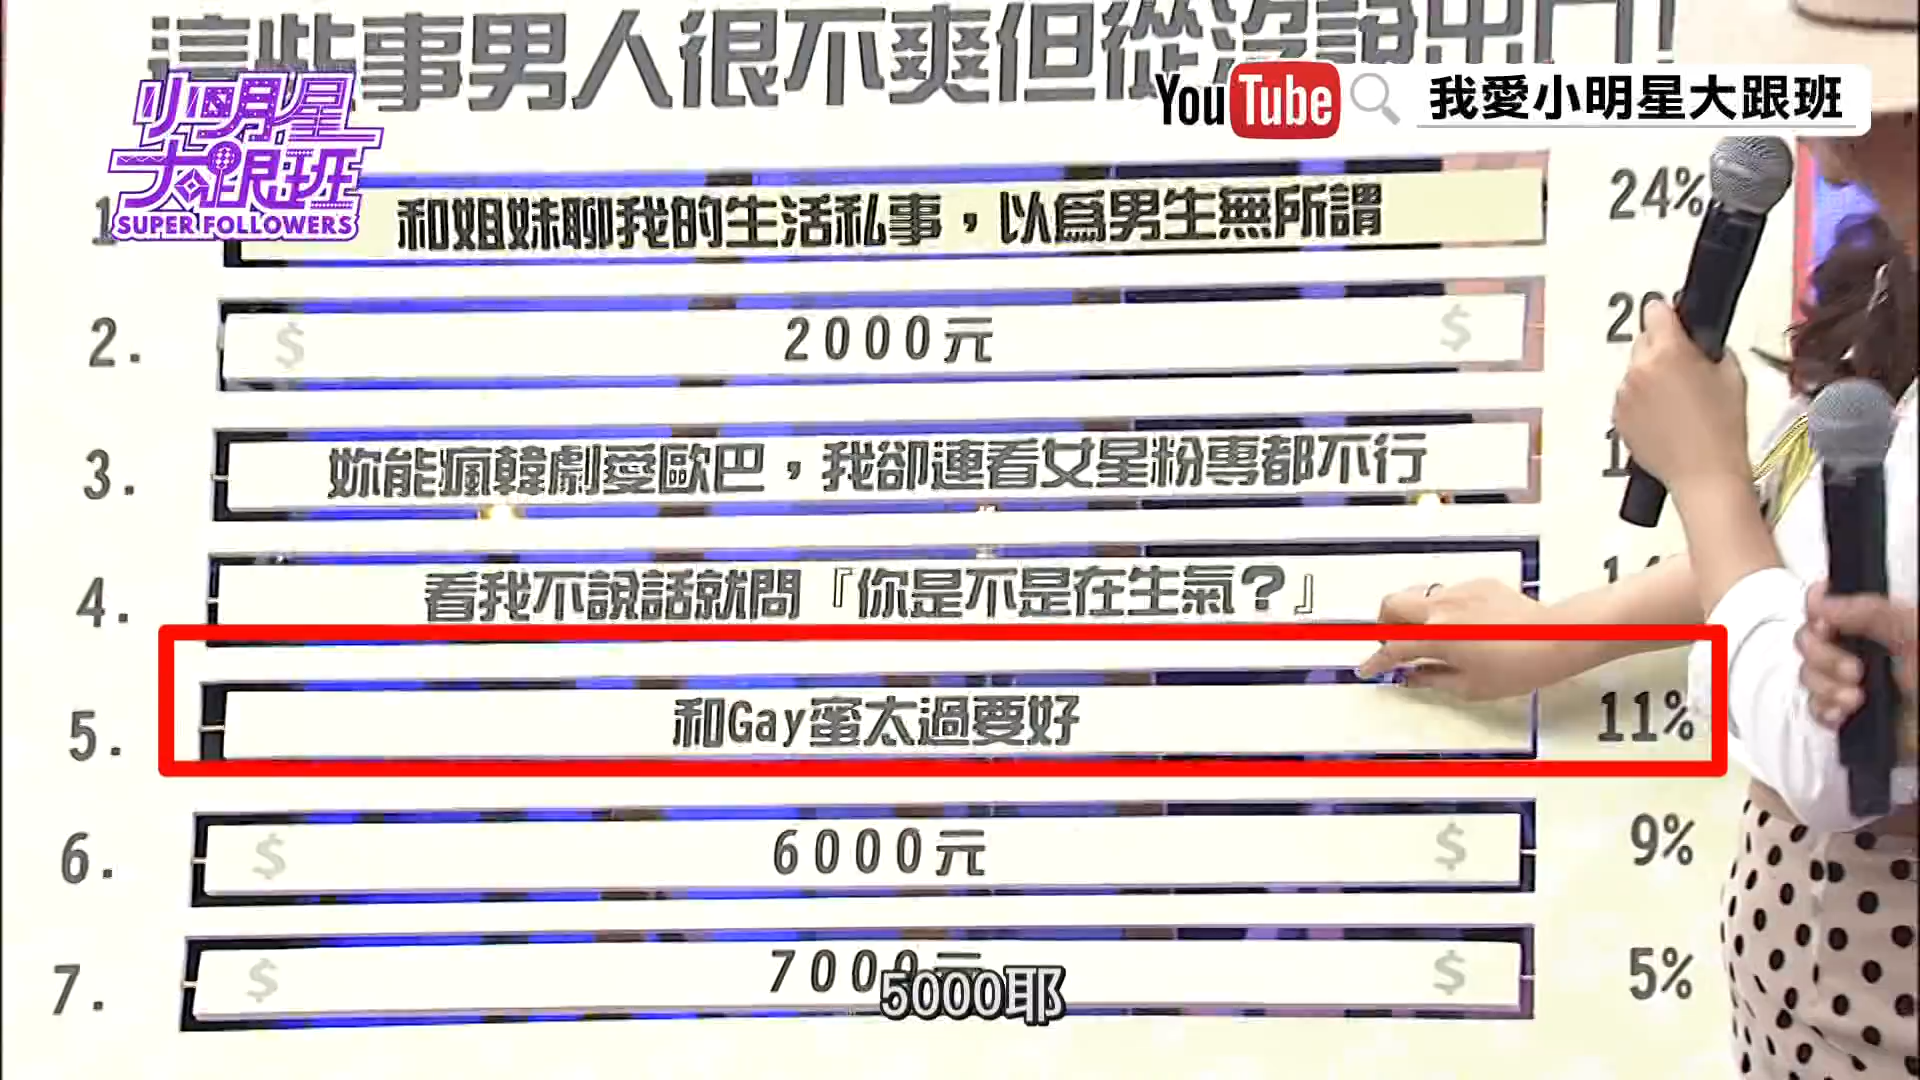 這些事男人很不爽但從沒說出口!
小明星大跟班
SUPER FOLLOWERS
YouTube 我愛小明星大跟班
1 和姐妹聊我的生活私事，以為男生無所謂 24%
2. $ 2000元 $
3. 妳能瘋韓劇愛歐巴，我卻連看女星粉專都不行
4. 看我不說話就問『你是不是在生氣？』
5. 和Gay蜜太過要好 11%
6. $ 6000元 $ 9%
7. $ 7000元 $ 5%
5000耶